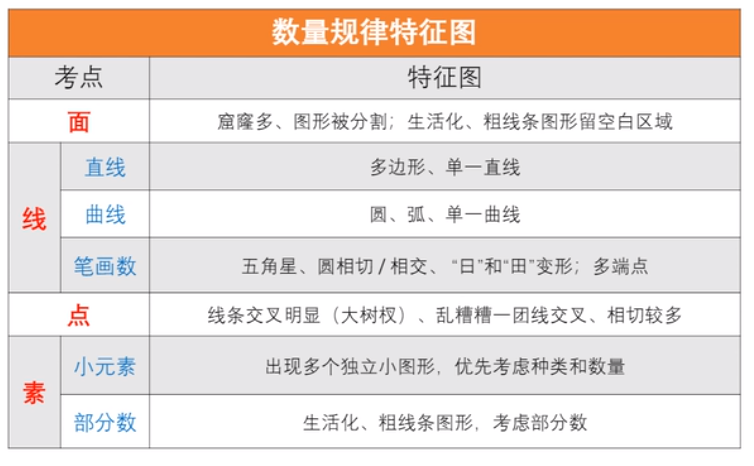 数量规律特征图
考点 特征图
面 窟窿多、图形被分割；生活化、粗线条图形留空白区域
线 直线 多边形、单一直线
曲线 圆、弧、单一曲线
笔画数 五角星、圆相切/相交、“日”和“田”变形；多端点
点 线条交叉明显（大树杈）、乱糟糟一团线交叉、相切较多
素 小元素 出现多个独立小图形，优先考虑种类和数量
部分数 生活化、粗线条图形，考虑部分数